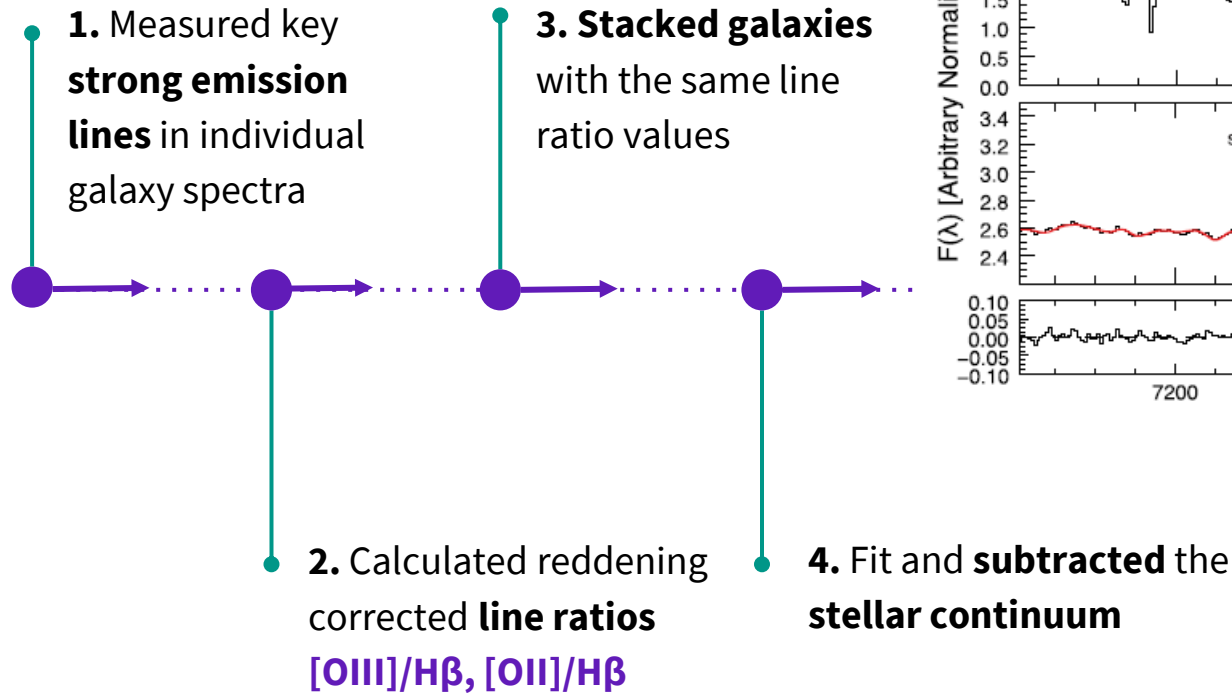 1. Measured key
strong emission
lines in individual
galaxy spectra
3. Stacked galaxies
with the same line
ratio values
2. Calculated reddening
corrected line ratios
[OIII]/Hβ, [OII]/Hβ
4. Fit and subtracted the
stellar continuum
F(λ) [Arbitrary
1.5
1.0
0.5
0.0
3.4
3.2
3.0
2.8
2.6
2.4
0.10
0.05
0.00
−0.05
−0.10
7200